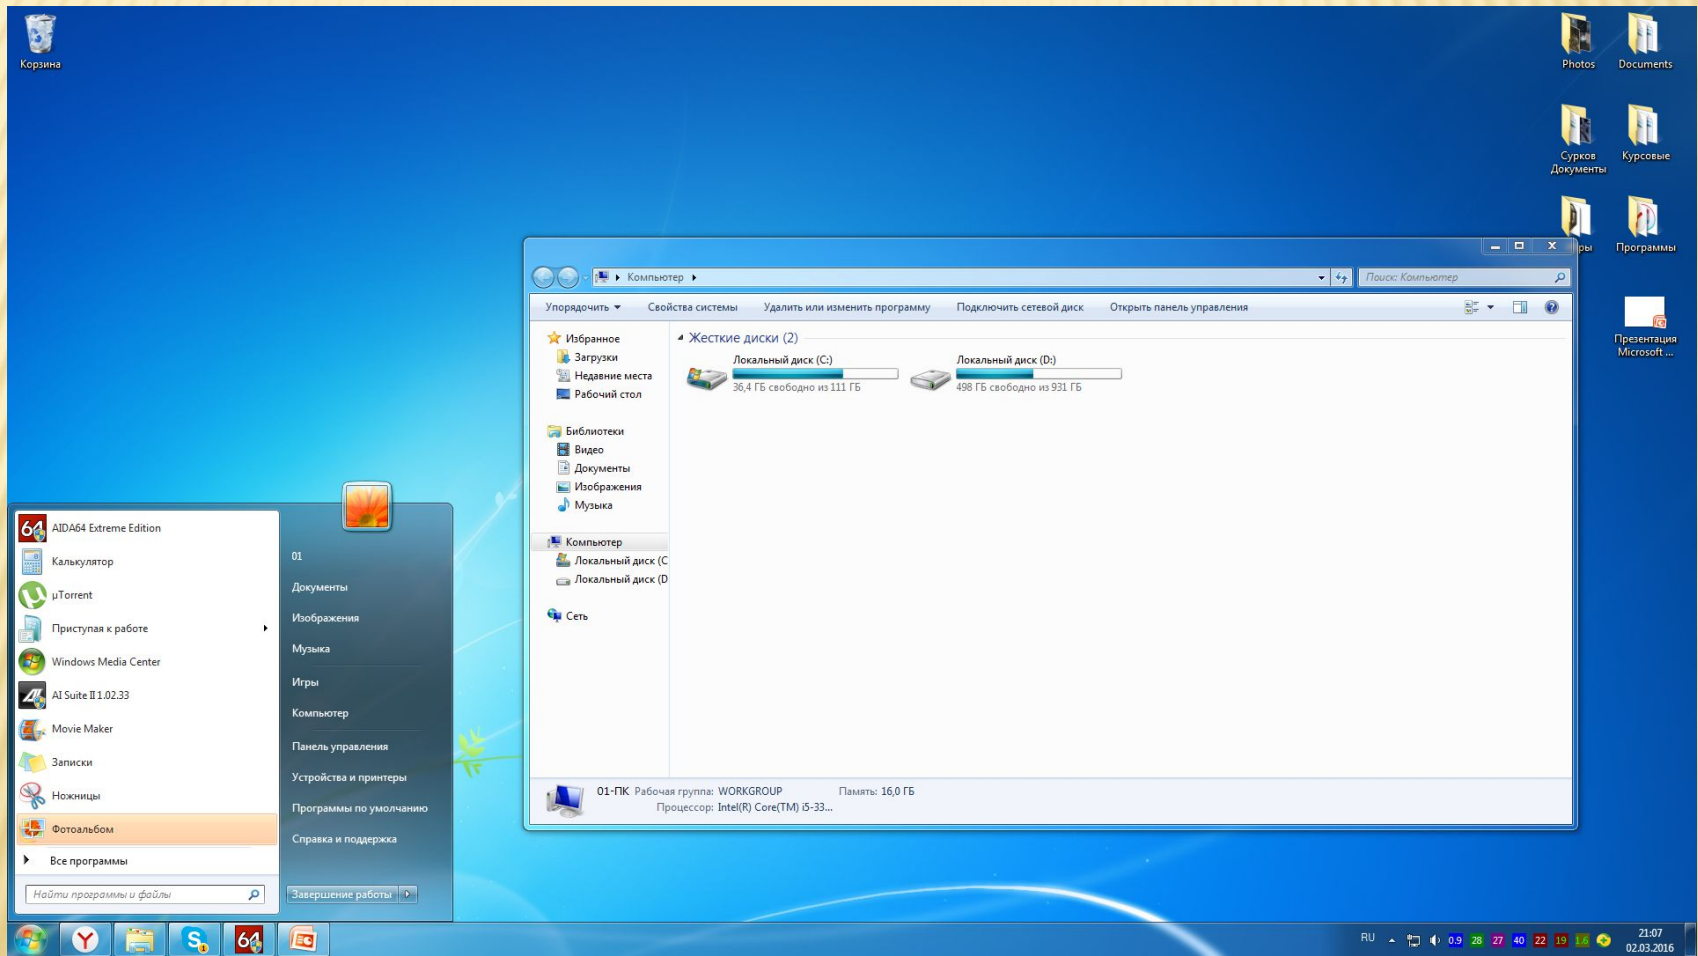 Корзина
Photos
Documents
Сурков
Документы
Курсовые
ры
Программы
Презентация
Microsoft ...
Компьютер
Поиск: Компьютер
Упорядочить
Свойства системы
Удалить или изменить программу
Подключить сетевой диск
Открыть панель управления
Избранное
Загрузки
Недавние места
Рабочий стол
Библиотеки
Видео
Документы
Изображения
Музыка
Компьютер
Локальный диск (C
Локальный диск (D
Сеть
Жесткие диски (2)
Локальный диск (C:)
36,4 ГБ свободно из 111 ГБ
Локальный диск (D:)
498 ГБ свободно из 931 ГБ
01-ПК Рабочая группа: WORKGROUP Память: 16,0 ГБ
Процессор: Intel(R) Core(TM) i5-33...
64
AIDA64 Extreme Edition
Калькулятор
µTorrent
Приступая к работе
Windows Media Center
AI Suite II 1.02.33
Movie Maker
Записки
Ножницы
Фотоальбом
Все программы
Найти программы и файлы
01
Документы
Изображения
Музыка
Игры
Компьютер
Панель управления
Устройства и принтеры
Программы по умолчанию
Справка и поддержка
Завершение работы
64
RU
0.9 28 27 40 22 19 1.6
21:07
02.03.2016